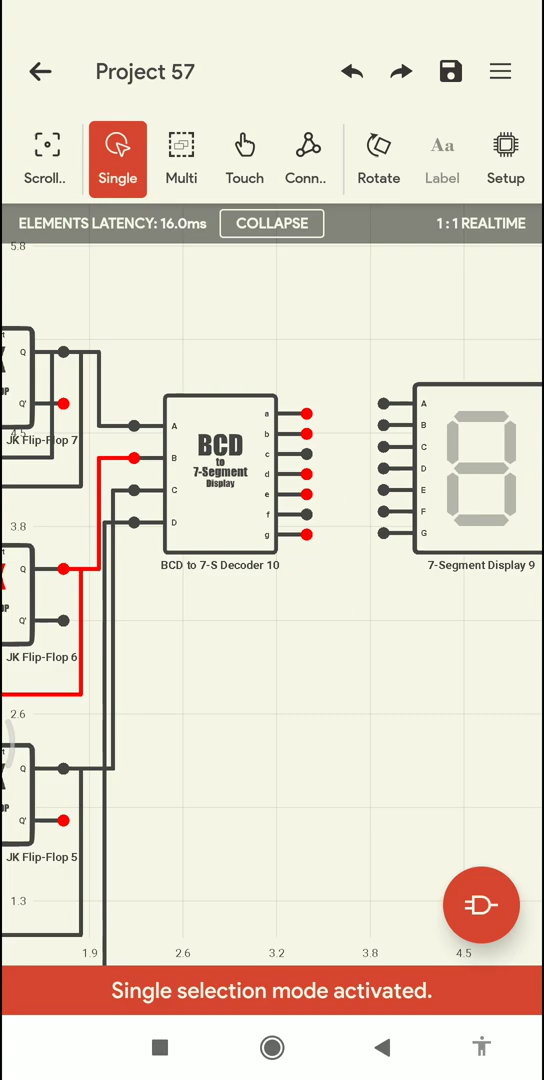 Project 57
Scroll..
Single
Multi
Touch
Conn..
Rotate
Aa
Label
Setup
ELEMENTS LATENCY: 16.0ms
COLLAPSE
1 : 1 REALTIME
5.8
Q
Q'
JK Flip-Flop 7
4.5
A
B
C
D
BCD
to
7-Segment
Display
a
b
c
d
e
f
g
BCD to 7-S Decoder 10
A
B
C
D
E
F
G
7-Segment Display 9
3.8
Q
Q'
JK Flip-Flop 6
2.6
Q
Q'
JK Flip-Flop 5
1.3
1.9
2.6
3.2
3.8
4.5
Single selection mode activated.